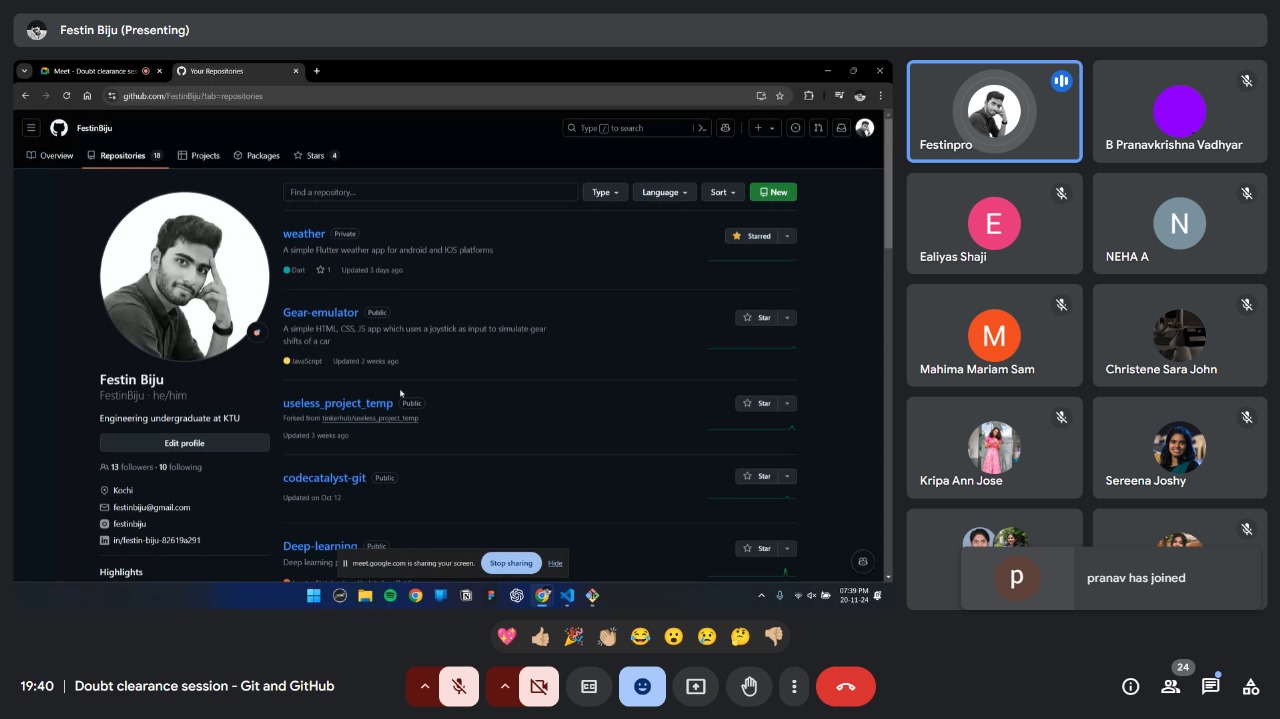 Festin Biju (Presenting)
Meet - Doubt clearance ses
Your Repositories
github.com/FestinBiju?tab=repositories
FestinBiju
Type / to search
Overview
Repositories 18
Projects
Packages
Stars 4
Find a repository...
Type
Language
Sort
New
weather Private
A simple Flutter weather app for android and IOS platforms
Dart 1 Updated 3 days ago
Starred
Gear-emulator Public
A simple HTML, CSS, JS app which uses a joystick as input to simulate gear
shifts of a car
JavaScript Updated 2 weeks ago
Star
useless_project_temp Public
Forked from tinkerhub/useless_project_temp
Updated 3 weeks ago
Star
codecatalyst-git Public
Updated on Oct 12
Star
Deep-learning Public
Deep learning
Star
Festin Biju
FestinBiju · he/him
Engineering undergraduate at KTU
Edit profile
13 followers · 10 following
Kochi
festinbiju@gmail.com
festinbiju
in/festin-biju-82619a291
Highlights
meet.google.com is sharing your screen.
Stop sharing
Hide
07:39 PM
20-11-24
Festinpro
B Pranavkrishna Vadhyar
E
Ealiyas Shaji
N
NEHA A
M
Mahima Mariam Sam
Christene Sara John
Kripa Ann Jose
Sereena Joshy
p
pranav has joined
19:40 | Doubt clearance session - Git and GitHub
24